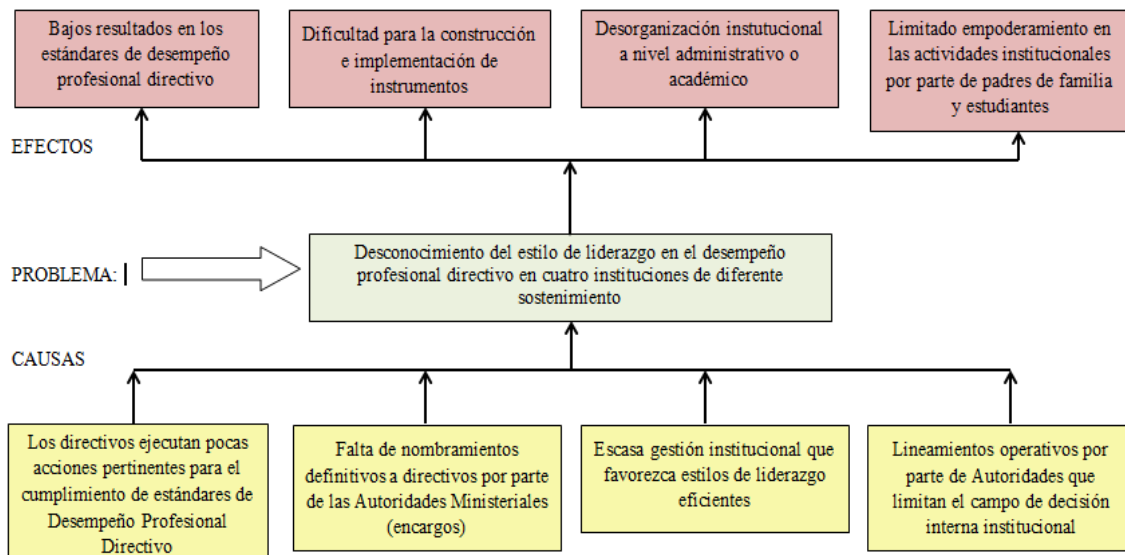 Bajos resultados en los
estándares de desempeño
profesional directivo
Dificultad para la construcción
e implementación de
instrumentos
Desorganización instutucional
a nivel administrativo o
académico
Limitado empoderamiento en
las actividades institucionales
por parte de padres de familia
y estudiantes
EFECTOS
Desconocimiento del estilo de liderazgo en el desempeño
profesional directivo en cuatro instituciones de diferente
sostenimiento
PROBLEMA:
CAUSAS
Los directivos ejecutan pocas
acciones pertinentes para el
cumplimiento de estándares de
Desempeño Profesional
Directivo
Falta de nombramientos
definitivos a directivos por parte
de las Autoridades Ministeriales
(encargos)
Escasa gestión institucional que
favorezca estilos de liderazgo
eficientes
Lineamientos operativos por
parte de Autoridades que
limitan el campo de decisión
interna institucional